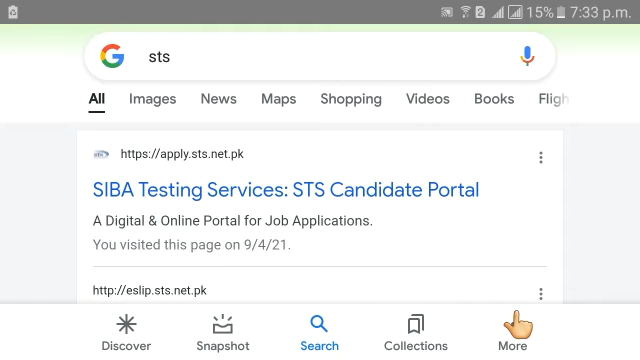 2 15% 7:33 p.m.
sts
All Images News Maps Shopping Videos Books Fligh
https://apply.sts.net.pk
SIBA Testing Services: STS Candidate Portal
A Digital & Online Portal for Job Applications.
You visited this page on 9/4/21.
http://eslip.sts.net.pk
Discover Snapshot Search Collections More